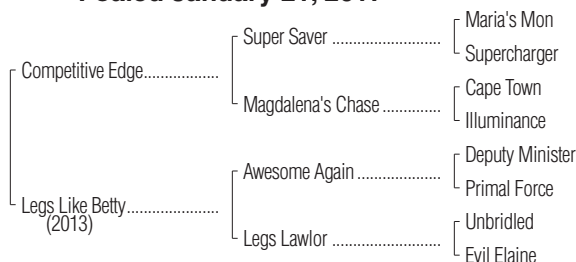 Foaled January 21, 2017
Maria's Mon
Super Saver
Supercharger
Competitive Edge
Cape Town
Magdalena's Chase
Illuminance
Deputy Minister
Awesome Again
Primal Force
Legs Like Betty
(2013)
Unbridled
Legs Lawlor
Evil Elaine